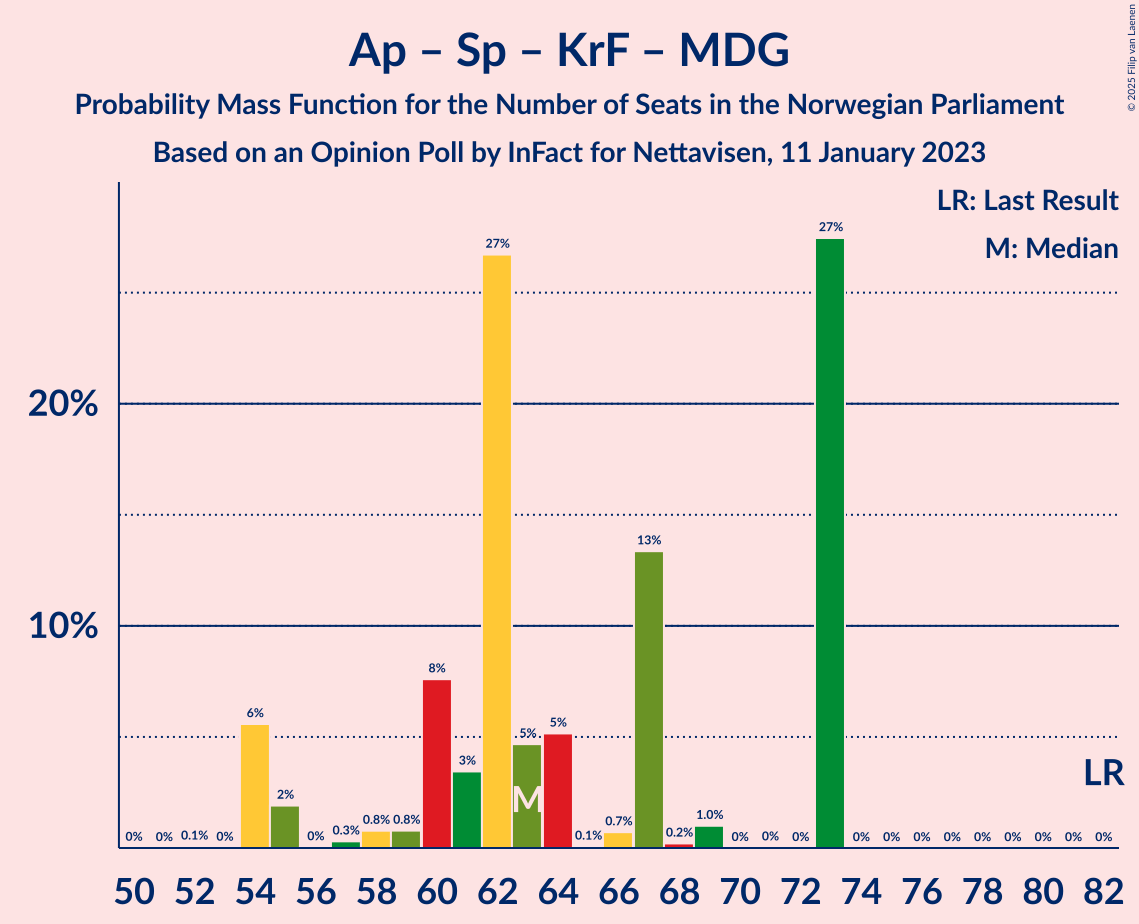 Ap – Sp – KrF – MDG
Probability Mass Function for the Number of Seats in the Norwegian Parliament
Based on an Opinion Poll by InFact for Nettavisen, 11 January 2023
© 2025 Filip van Laenen
LR: Last Result
M: Median
20%
10%
0% 0% 0.1% 0% 6% 2% 0% 0.3% 0.8% 0.8% 8% 3% 27% 5% 5% 0.1% 0.7% 13% 0.2% 1.0% 0% 0% 0% 27% 0% 0% 0% 0% 0% 0% 0% 0% 0%
M
LR
50 52 54 56 58 60 62 64 66 68 70 72 74 76 78 80 82